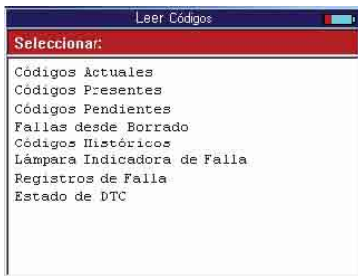 Leer Códigos
Seleccionar:
Códigos Actuales
Códigos Presentes
Códigos Pendientes
Fallas desde Borrado
Códigos Históricos
Lámpara Indicadora de Falla
Registros de Falla
Estado de DTC